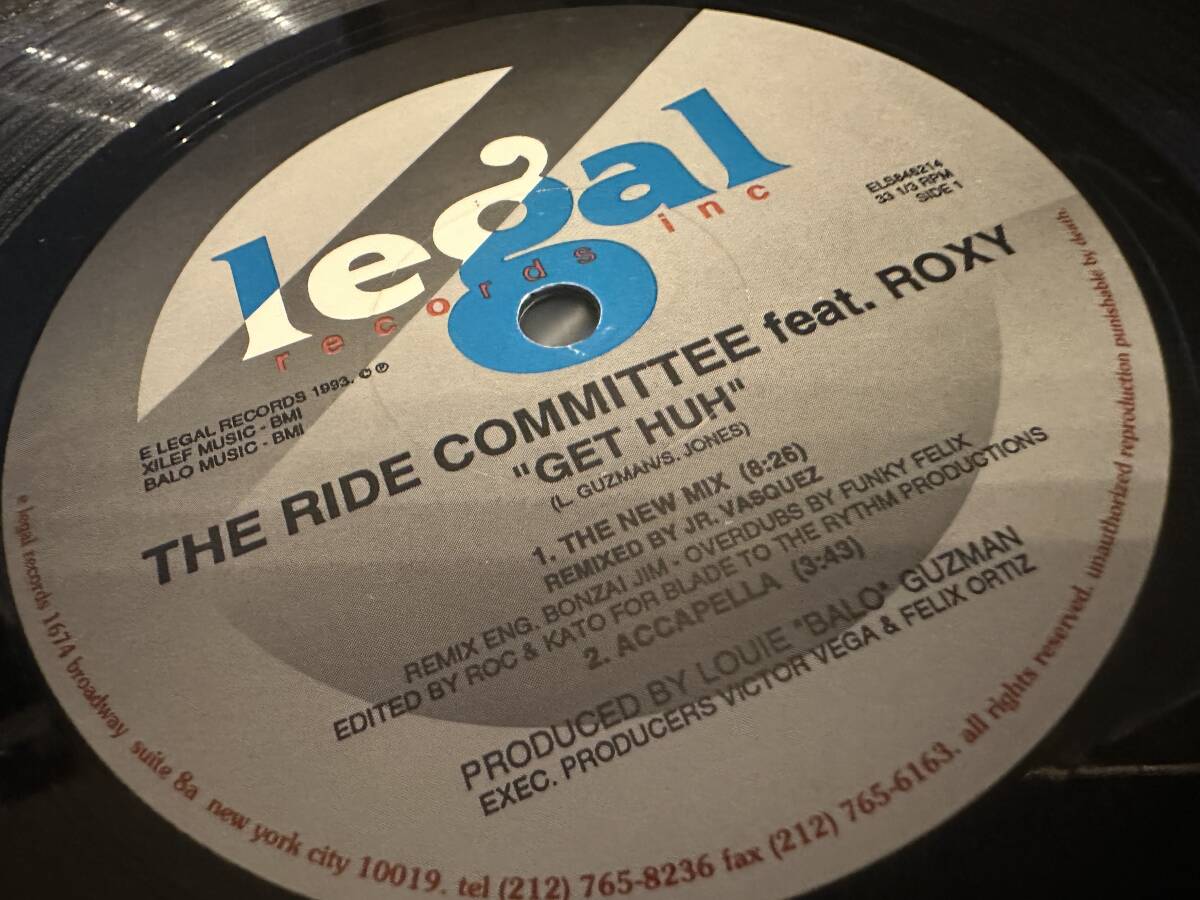 legal
records inc
ELS846214
33 1/3 RPM
SIDE 1
E LEGAL RECORDS 1993. © ℗
XILEF MUSIC - BMI
BALO MUSIC - BMI
THE RIDE COMMITTEE feat. ROXY
"GET HUH"
(L. GUZMAN/S. JONES)
1. THE NEW MIX (8:26)
REMIXED BY JR. VASQUEZ
REMIX ENG. BONZAI JIM - OVERDUBS BY FUNKY FELIX
EDITED BY ROC & KATO FOR BLADE TO THE RYTHM PRODUCTIONS
2. ACCAPELLA (3:43)
PRODUCED BY LOUIE "BALO" GUZMAN
EXEC. PRODUCERS VICTOR VEGA & FELIX ORTIZ
e legal records 1674 broadway suite 8a new york city 10019. tel (212) 765-8236 fax (212) 765-6163. all rights reserved. unauthorized reproduction punishable by death.